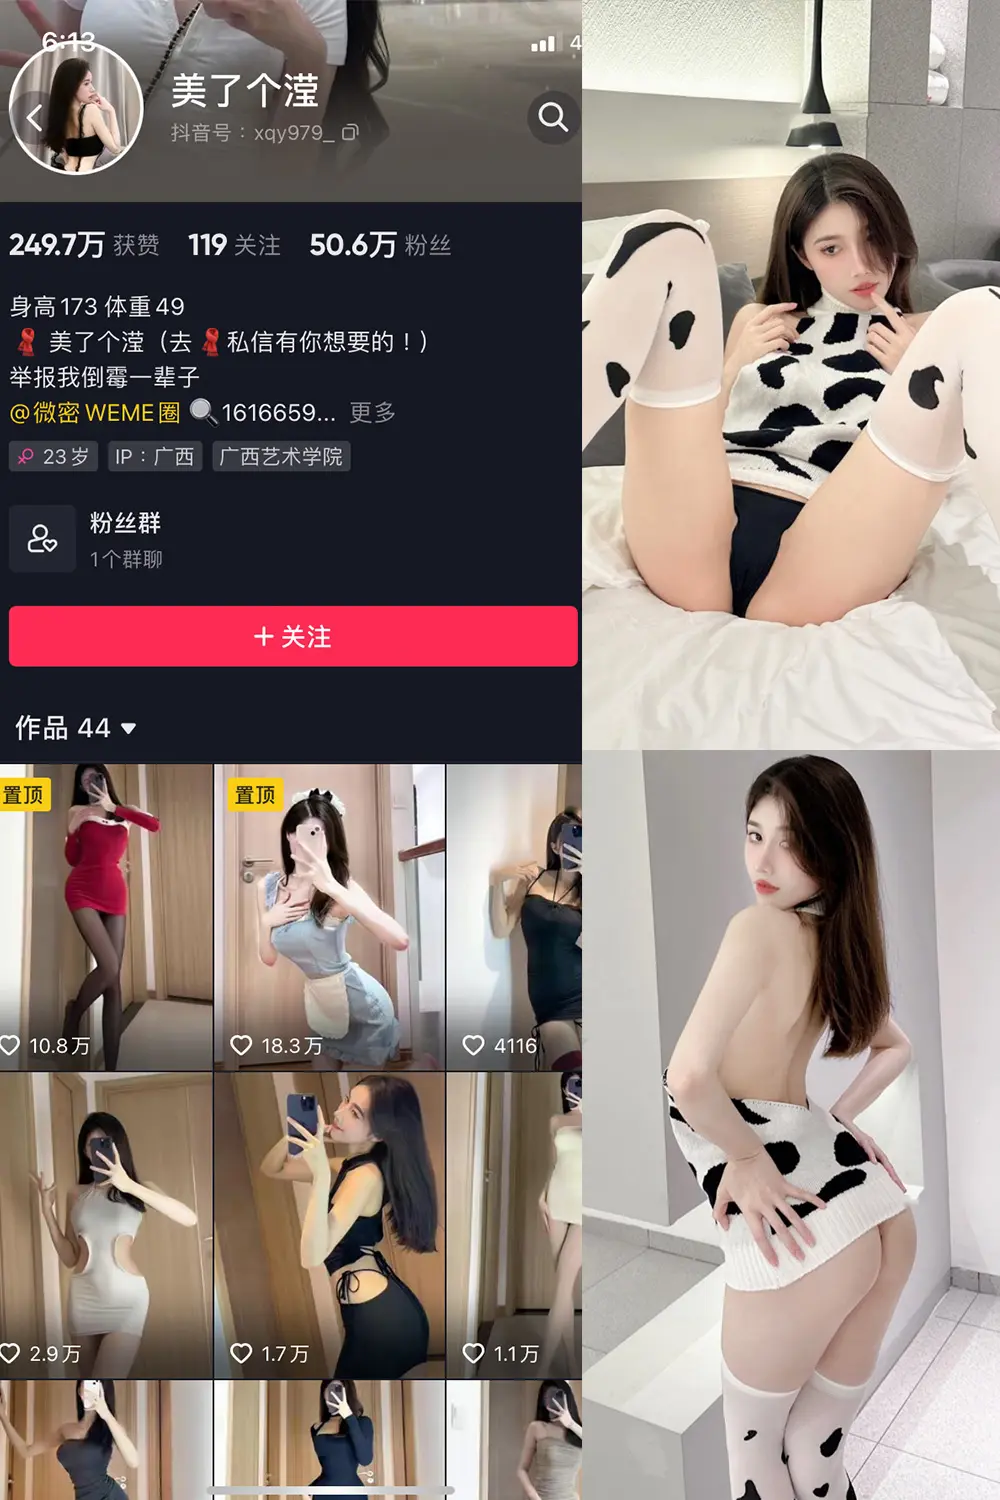 6:13
4
美了个滢
抖音号：xqy979_
249.7万 获赞 119 关注 50.6万 粉丝
身高173 体重49
美了个滢（去 私信有你想要的！）
举报我倒霉一辈子
@微密WEME圈 1616659... 更多
23岁 IP：广西 广西艺术学院
粉丝群
1个群聊
+ 关注
作品 44
置顶 置顶
10.8万 18.3万 4116
2.9万 1.7万 1.1万